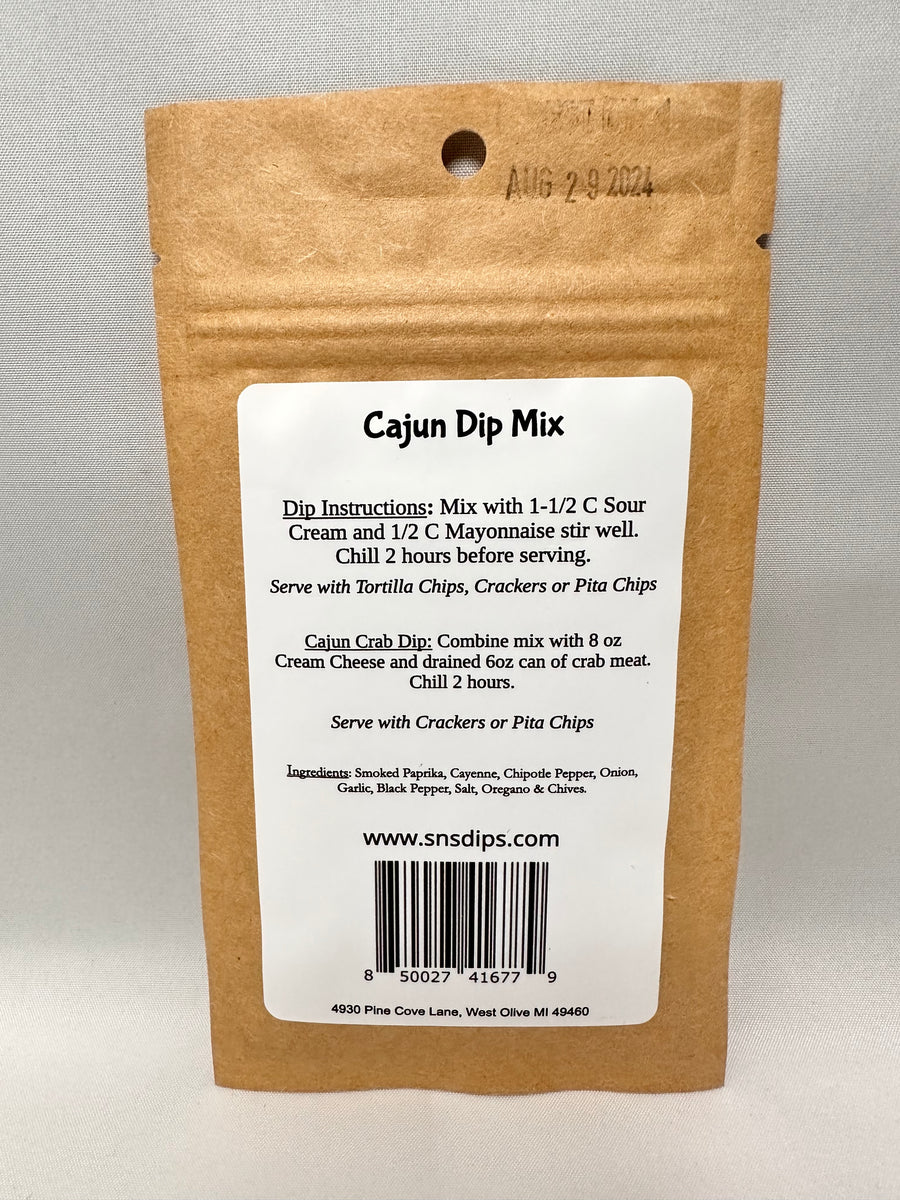 AUG 29 2024
Cajun Dip Mix
Dip Instructions: Mix with 1-1/2 C Sour
Cream and 1/2 C Mayonnaise stir well.
Chill 2 hours before serving.
Serve with Tortilla Chips, Crackers or Pita Chips
Cajun Crab Dip: Combine mix with 8 oz
Cream Cheese and drained 6oz can of crab meat.
Chill 2 hours.
Serve with Crackers or Pita Chips
Ingredients: Smoked Paprika, Cayenne, Chipotle Pepper, Onion,
Garlic, Black Pepper, Salt, Oregano & Chives.
www.snsdips.com
8 50027 41677 9
4930 Pine Cove Lane, West Olive MI 49460